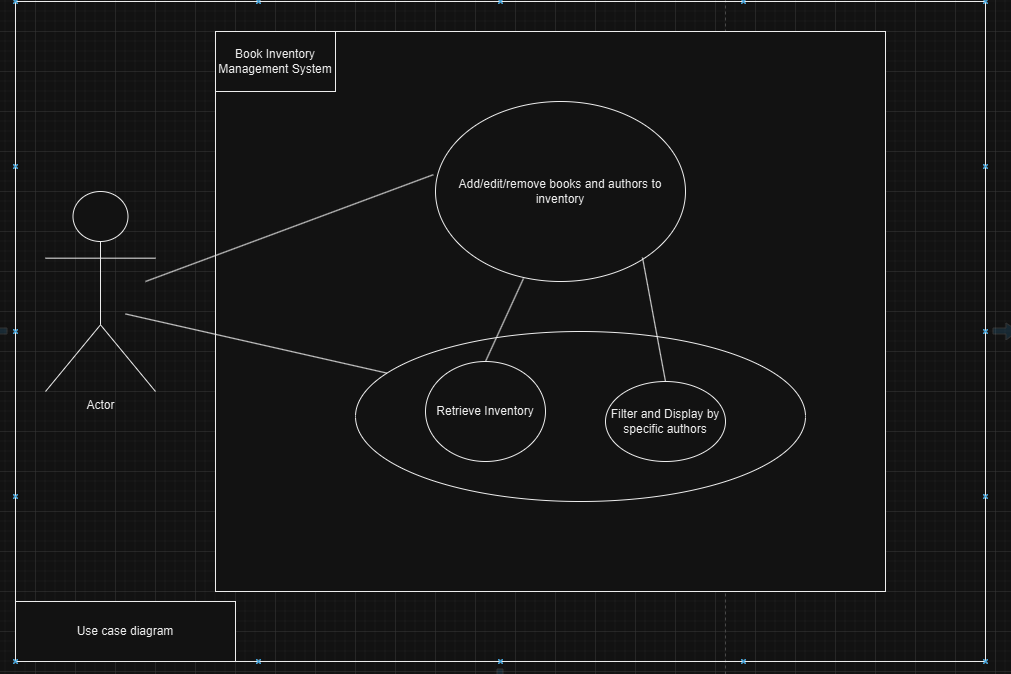 Book Inventory
Management System
Add/edit/remove books and authors to
inventory
Retrieve Inventory
Filter and Display by
specific authors
Actor
Use case diagram